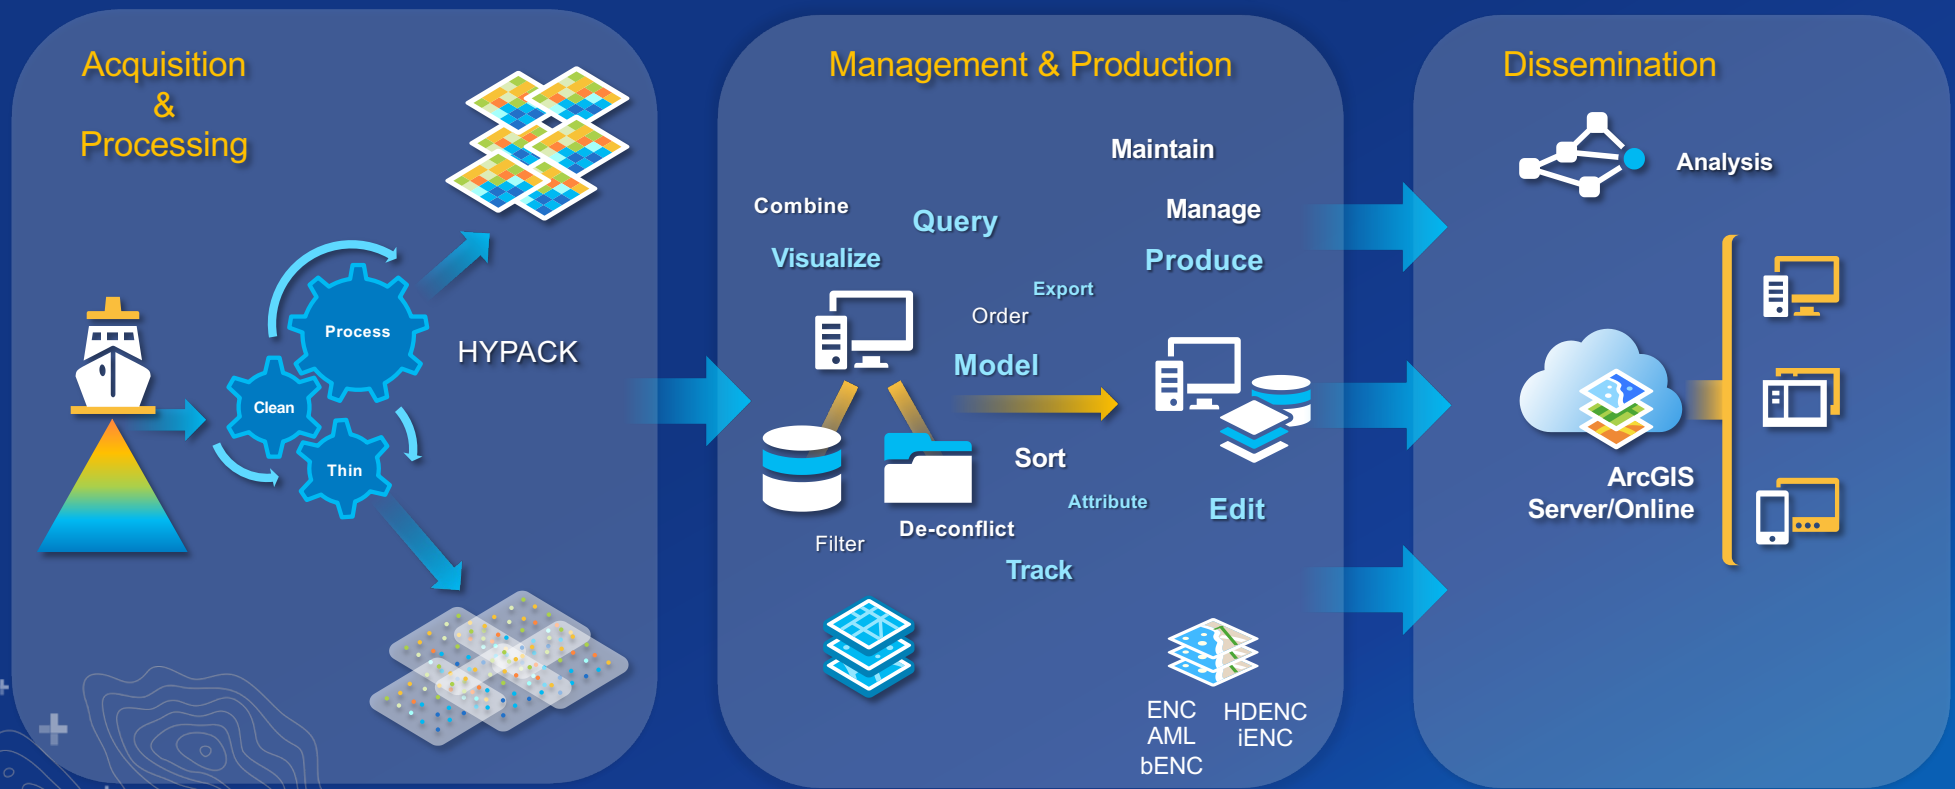 Acquisition
&
Processing
Process
HYPACK
Clean
Thin
Management & Production
Maintain
Combine
Query
Manage
Visualize
Produce
Export
Order
Model
Sort
Attribute
Edit
De-conflict
Filter
Track
ENC
HDENC
AML
iENC
bENC
Dissemination
Analysis
ArcGIS
Server/Online